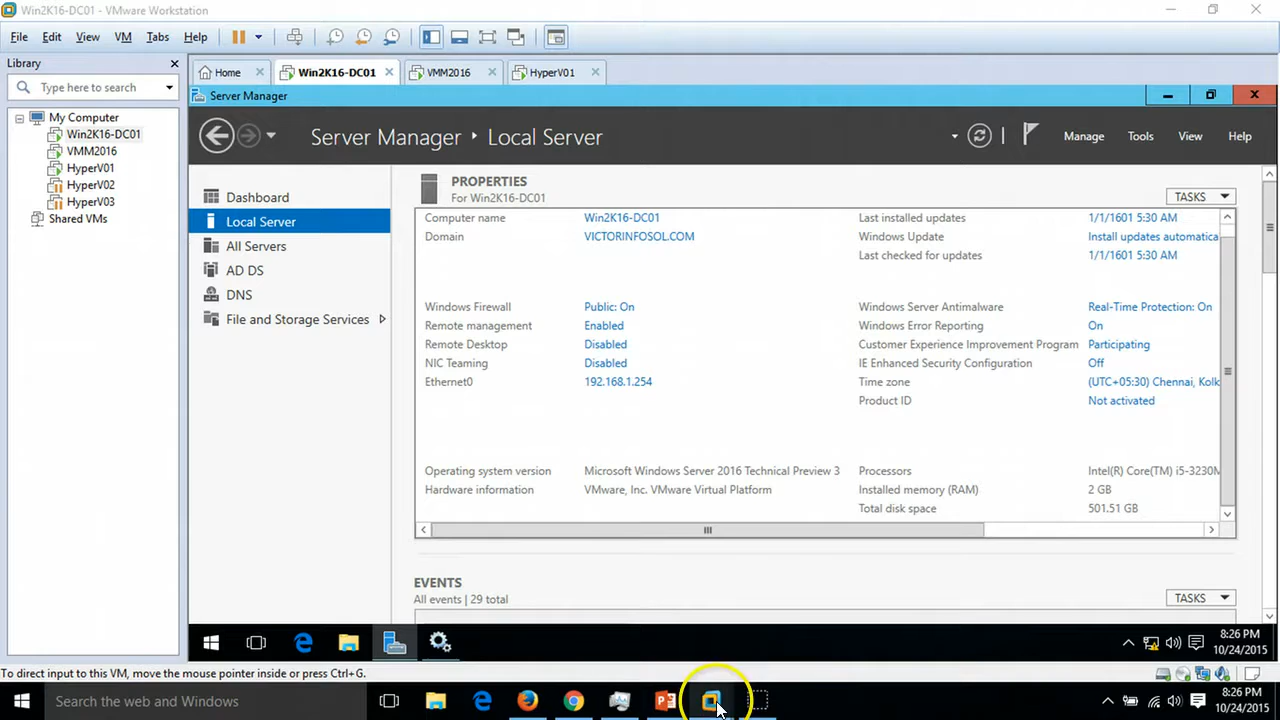 Win2K16-DC01 - VMware Workstation
File Edit View VM Tabs Help
Library
Type here to search
Home Win2K16-DC01 VMM2016 HyperV01
My Computer
Win2K16-DC01
VMM2016
HyperV01
HyperV02
HyperV03
Shared VMs
Server Manager
Server Manager Local Server
Manage Tools View Help
Dashboard
Local Server
All Servers
AD DS
DNS
File and Storage Services
PROPERTIES
For Win2K16-DC01
TASKS
Computer name Win2K16-DC01 Last installed updates 1/1/1601 5:30 AM
Domain VICTORINFOSOL.COM Windows Update Install updates automatica
Last checked for updates 1/1/1601 5:30 AM
Windows Firewall Public: On Windows Server Antimalware Real-Time Protection: On
Remote management Enabled Windows Error Reporting On
Remote Desktop Disabled Customer Experience Improvement Program Participating
NIC Teaming Disabled IE Enhanced Security Configuration Off
Ethernet0 192.168.1.254 Time zone (UTC+05:30) Chennai, Kolk
Product ID Not activated
Operating system version Microsoft Windows Server 2016 Technical Preview 3 Processors Intel(R) Core(TM) i5-3230M
Hardware information VMware, Inc. VMware Virtual Platform Installed memory (RAM) 2 GB
Total disk space 501.51 GB
EVENTS
All events | 29 total
TASKS
8:26 PM
10/24/2015
To direct input to this VM, move the mouse pointer inside or press Ctrl+G.
Search the web and Windows
8:26 PM
10/24/2015